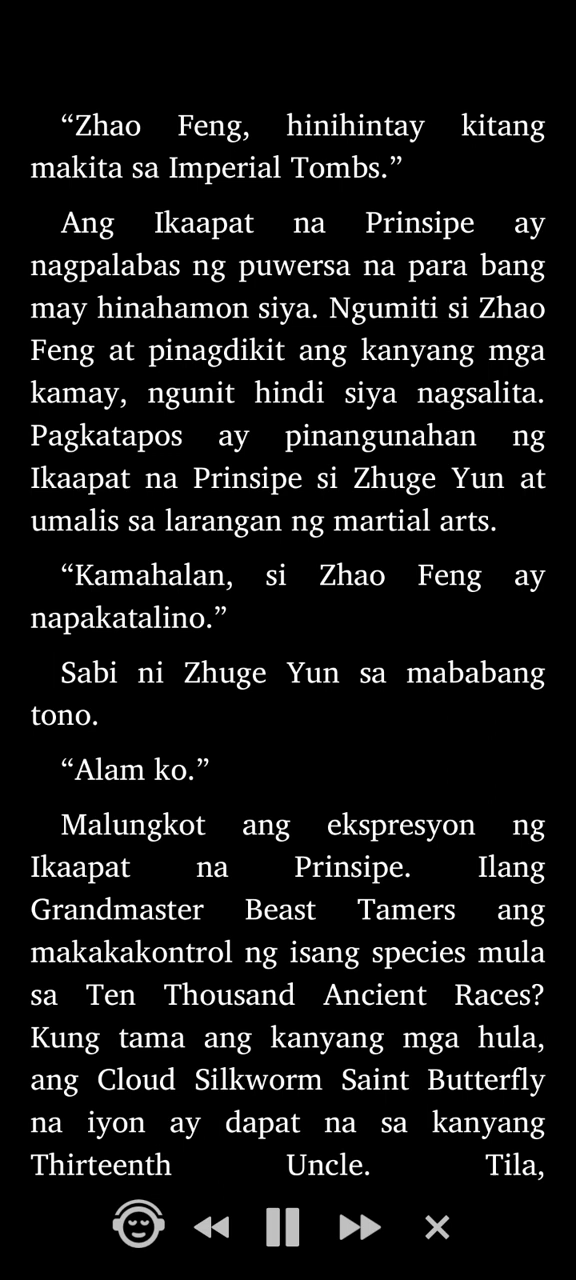 “Zhao Feng, hinihintay kitang
makita sa Imperial Tombs.”
Ang Ikaapat na Prinsipe ay
nagpalabas ng puwersa na para bang
may hinahamon siya. Ngumiti si Zhao
Feng at pinagdikit ang kanyang mga
kamay, ngunit hindi siya nagsalita.
Pagkatapos ay pinangunahan ng
Ikaapat na Prinsipe si Zhuge Yun at
umalis sa larangan ng martial arts.
“Kamahalan, si Zhao Feng ay
napakatalino.”
Sabi ni Zhuge Yun sa mababang
tono.
“Alam ko.”
Malungkot ang ekspresyon ng
Ikaapat na Prinsipe. Ilang
Grandmaster Beast Tamers ang
makakakontrol ng isang species mula
sa Ten Thousand Ancient Races?
Kung tama ang kanyang mga hula,
ang Cloud Silkworm Saint Butterfly
na iyon ay dapat na sa kanyang
Thirteenth Uncle. Tila,